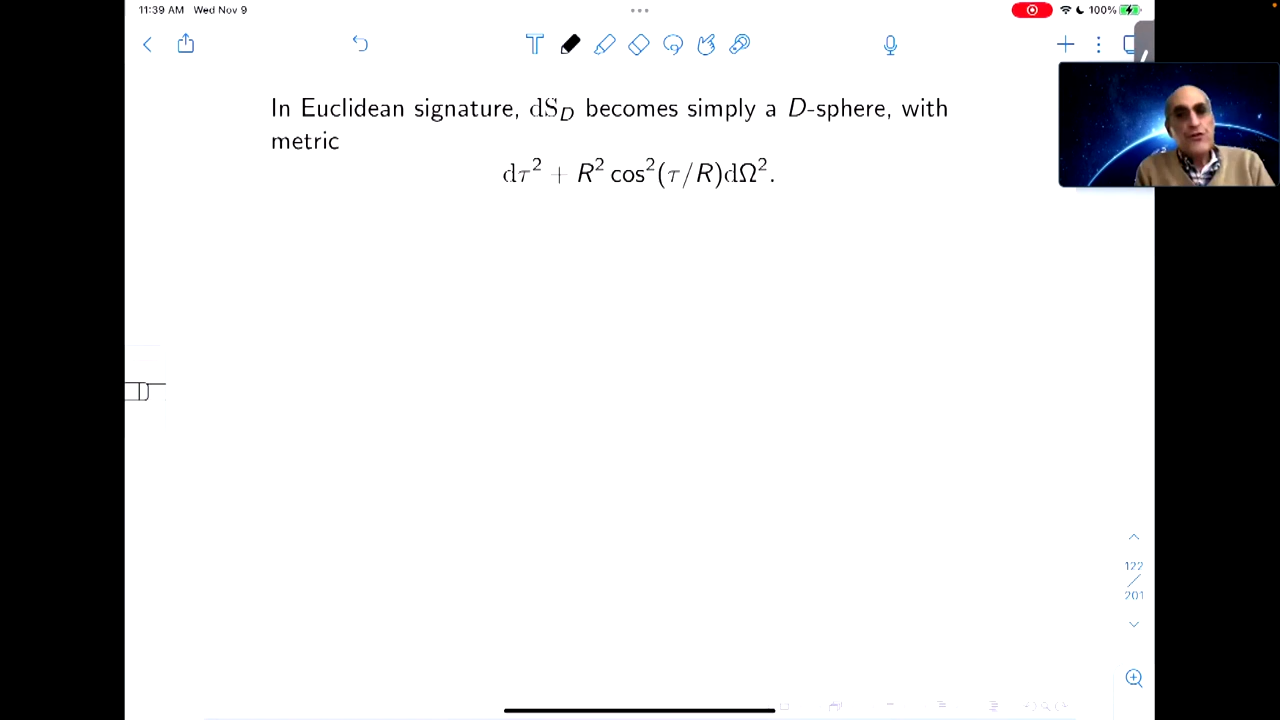 11:39 AM Wed Nov 9
100%
T
In Euclidean signature, dS_D becomes simply a D-sphere, with
metric
dτ² + R² cos²(τ/R)dΩ².
122
/
201